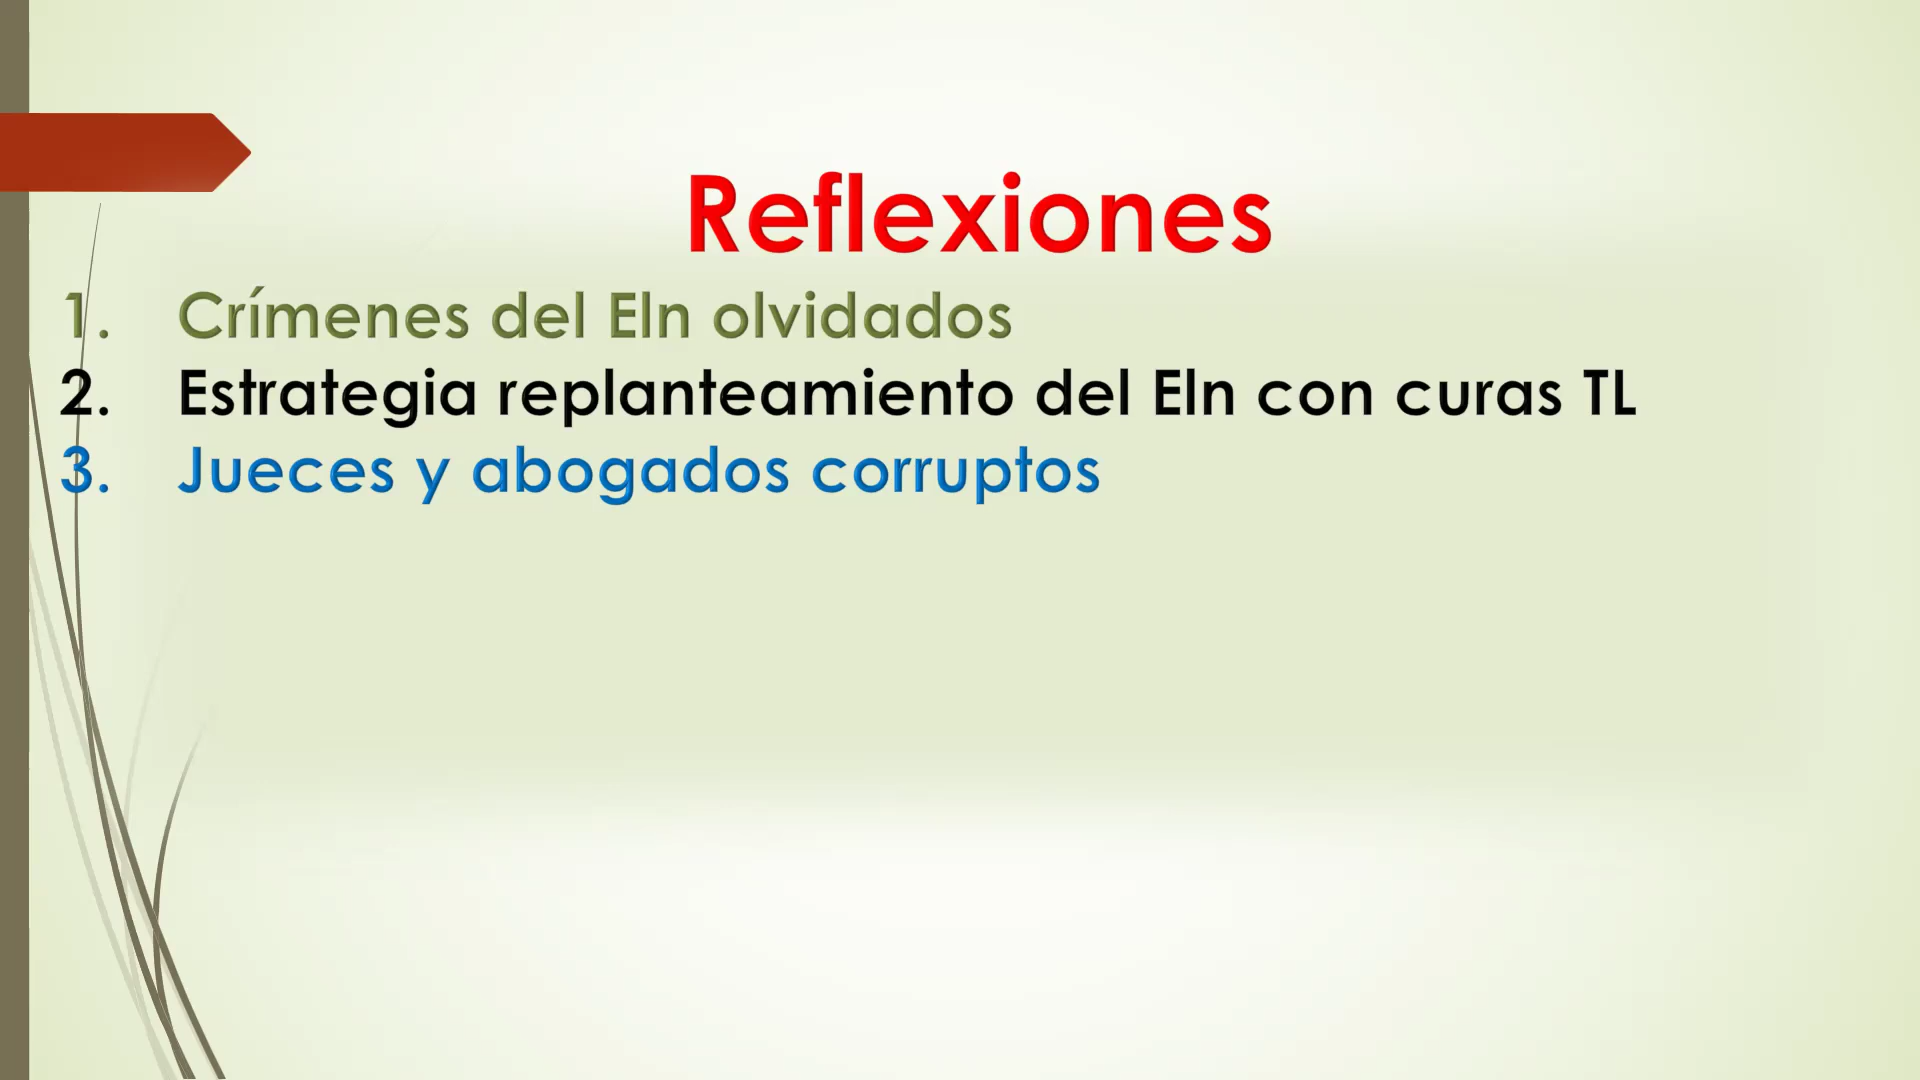 Reflexiones
1. Crímenes del Eln olvidados
2. Estrategia replanteamiento del Eln con curas TL
3. Jueces y abogados corruptos